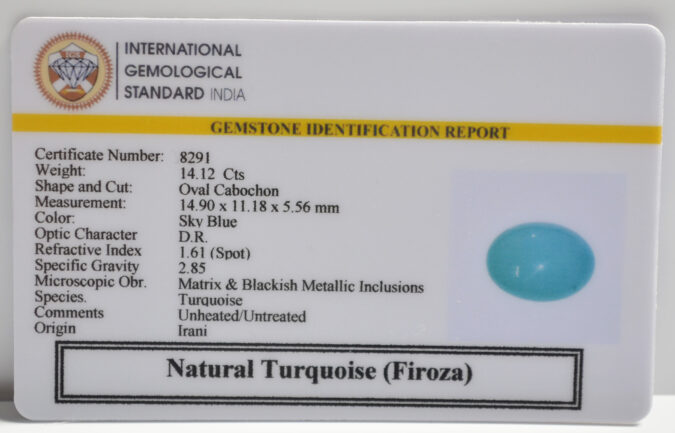 IGS
INTERNATIONAL
GEMOLOGICAL
STANDARD INDIA
GEMSTONE IDENTIFICATION REPORT
Certificate Number: 8291
Weight: 14.12 Cts
Shape and Cut: Oval Cabochon
Measurement: 14.90 x 11.18 x 5.56 mm
Color: Sky Blue
Optic Character D.R.
Refractive Index 1.61 (Spot)
Specific Gravity 2.85
Microscopic Obr. Matrix & Blackish Metallic Inclusions
Species. Turquoise
Comments Unheated/Untreated
Origin Irani
Natural Turquoise (Firoza)